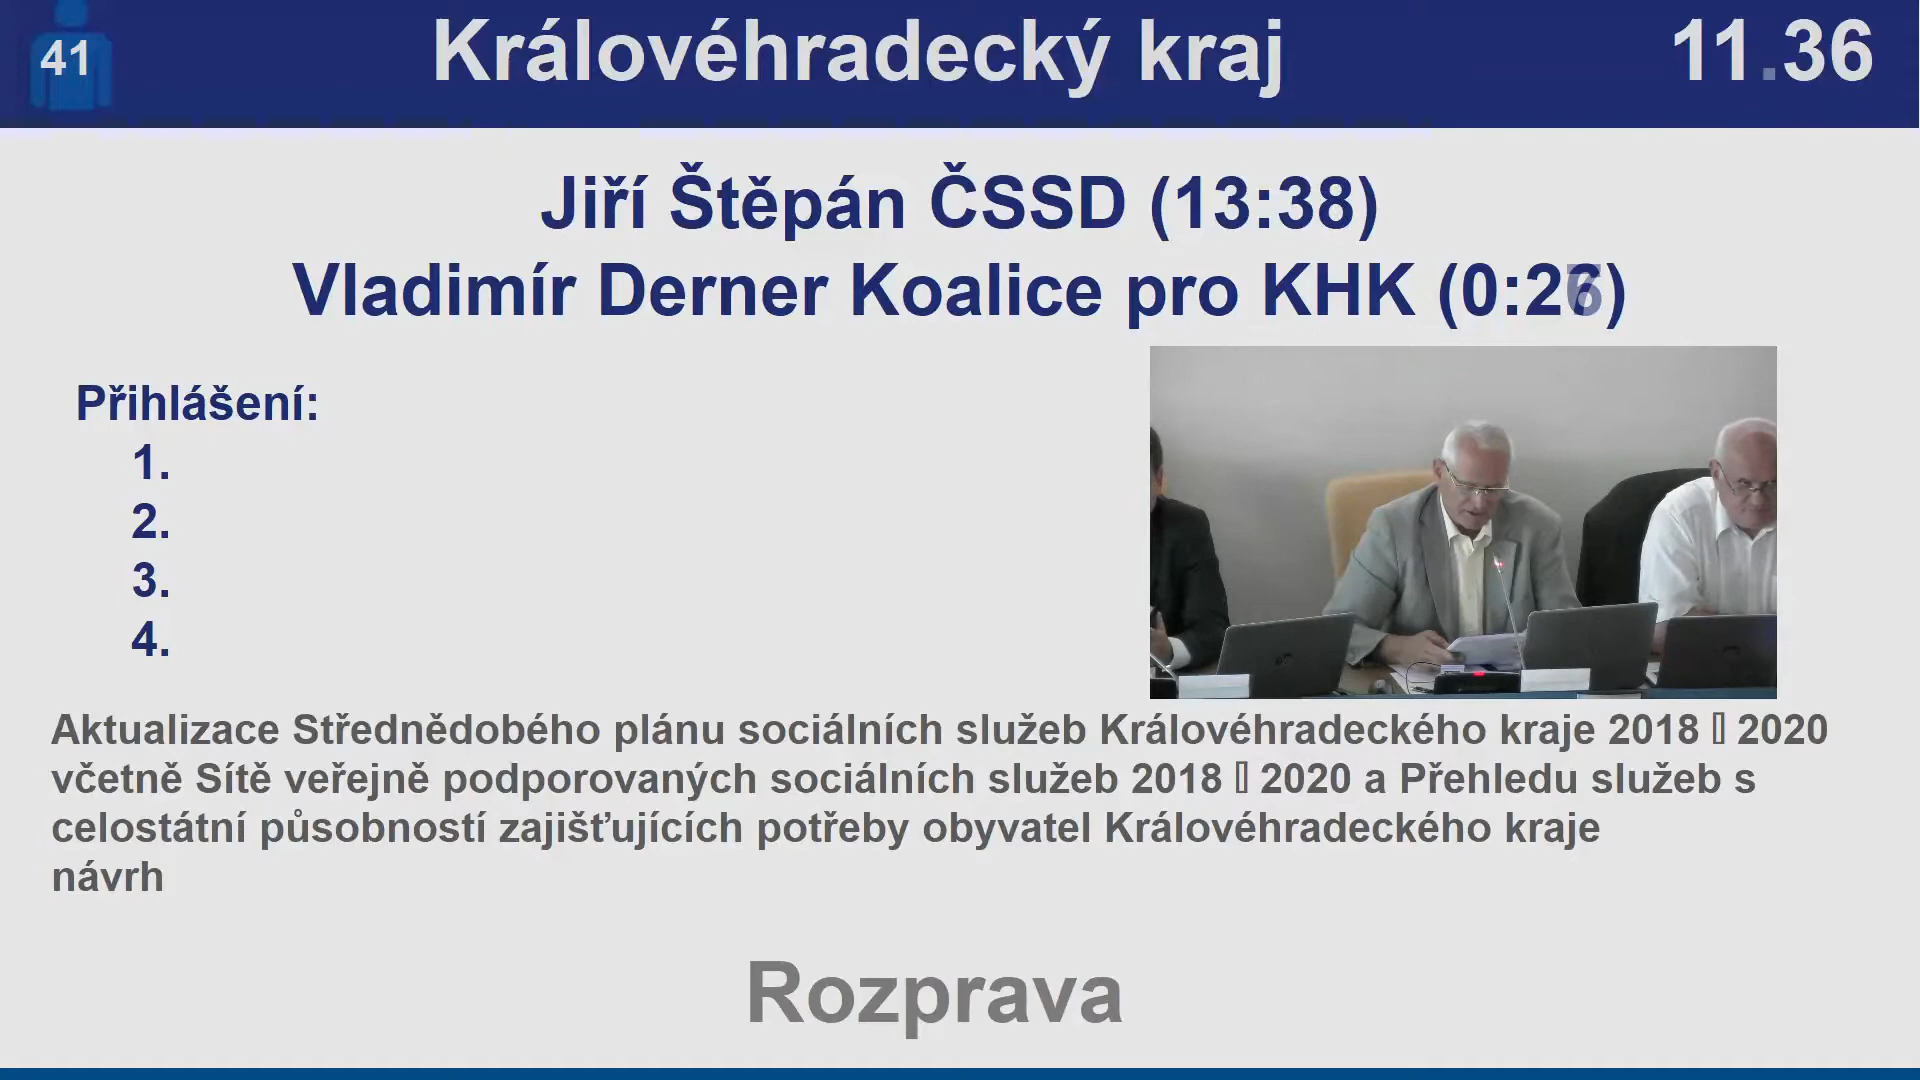 41
Královéhradecký kraj
11.36
Jiří Štěpán ČSSD (13:38)
Vladimír Derner Koalice pro KHK (0:26)
Přihlášení:
1.
2.
3.
4.
Aktualizace Střednědobého plánu sociálních služeb Královéhradeckého kraje 2018 ▯ 2020
včetně Sítě veřejně podporovaných sociálních služeb 2018 ▯ 2020 a Přehledu služeb s
celostátní působností zajišťujících potřeby obyvatel Královéhradeckého kraje
návrh
Rozprava